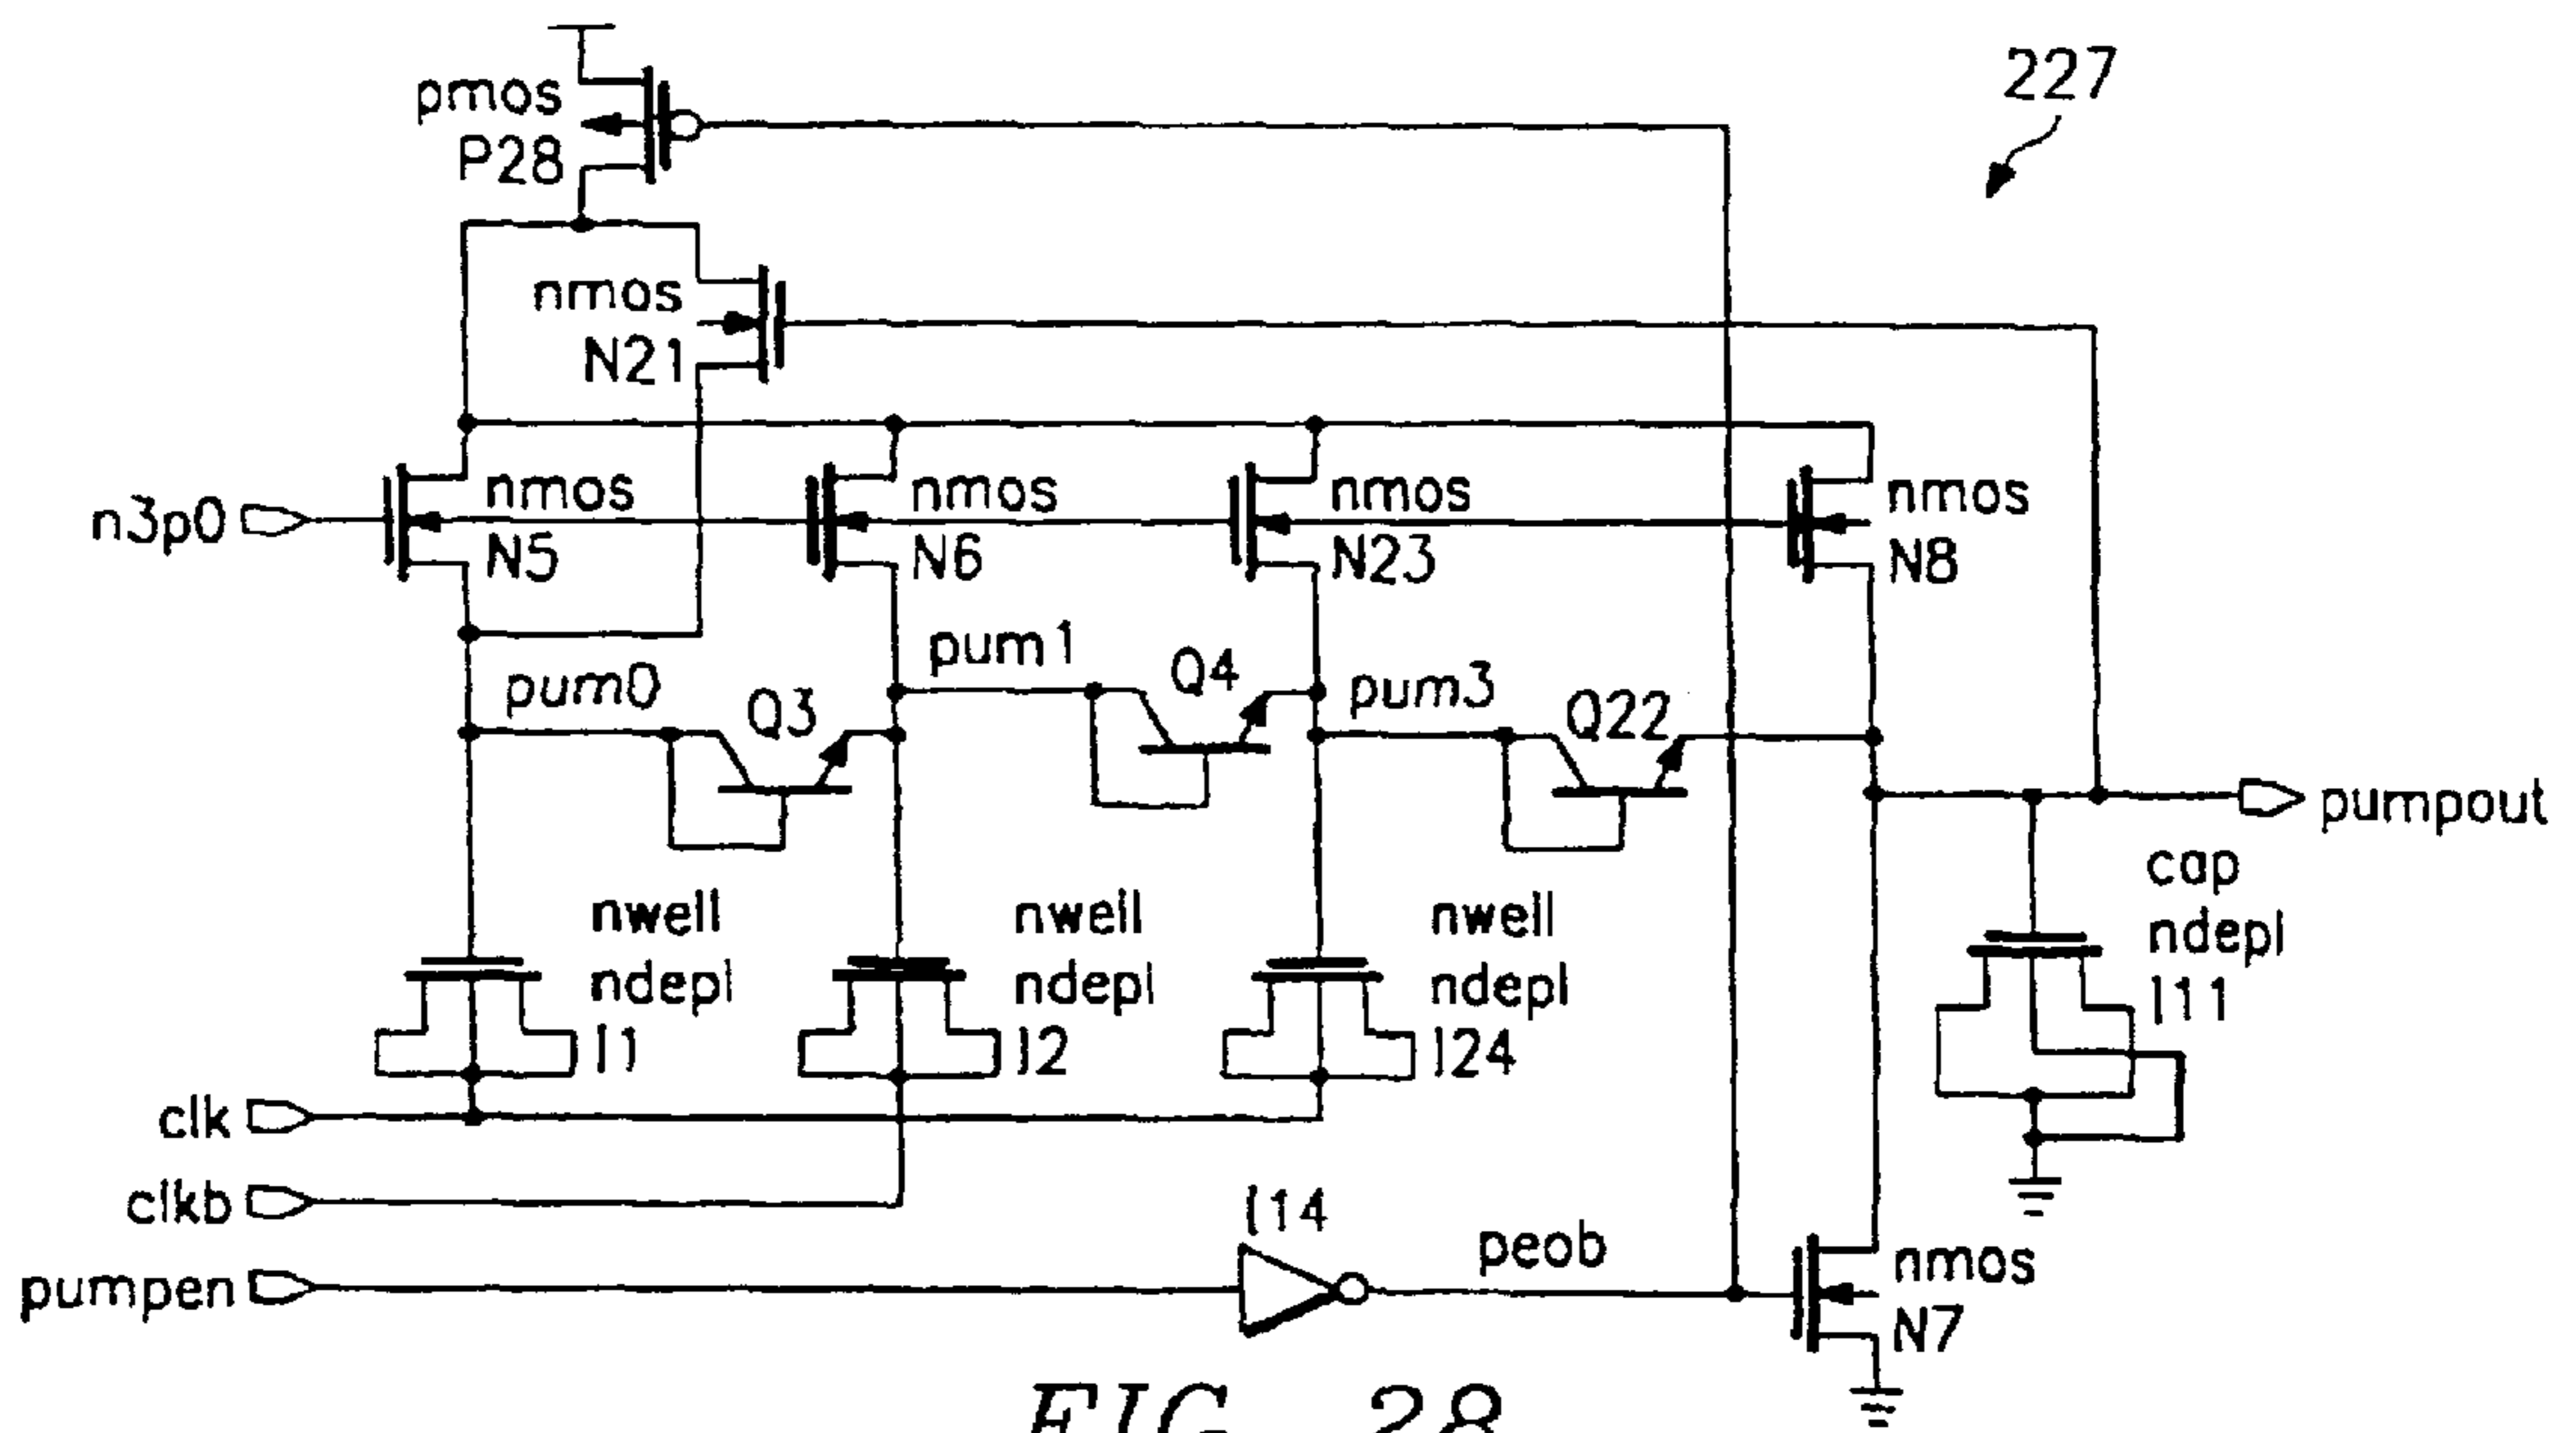 227
pmos
P28
nmos
N21
n3p0
nmos
N5
nmos
N6
nmos
N23
nmos
N8
pum0
Q3
pum1
Q4
pum3
Q22
pumpout
nwell
ndepl
I1
nwell
ndepl
I2
nwell
ndepl
I24
cap
ndepl
I11
clk
clkb
pumpen
I14
peob
nmos
N7
FIG. 28